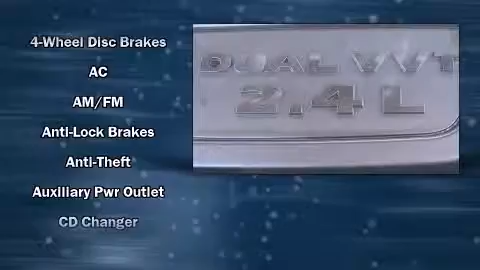 4-Wheel Disc Brakes
AC
AM/FM
Anti-Lock Brakes
Anti-Theft
Auxiliary Pwr Outlet
CD Changer
DUAL VVT
2.4L